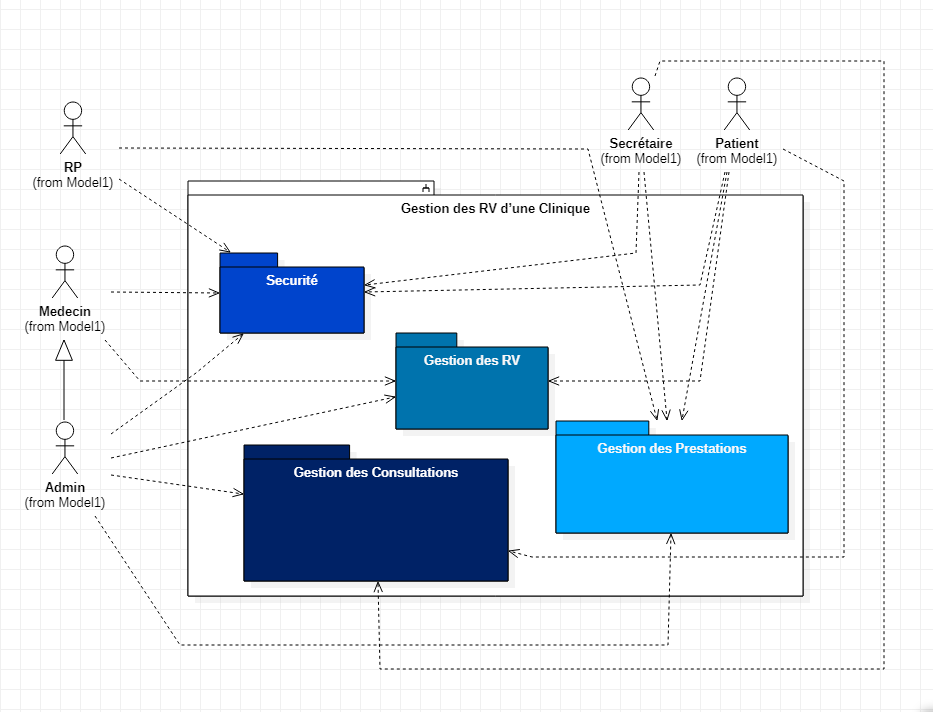 Secrétaire
(from Model1)
Patient
(from Model1)
RP
(from Model1)
Gestion des RV d'une Clinique
Securité
Medecin
(from Model1)
Gestion des RV
Gestion des Prestations
Gestion des Consultations
Admin
(from Model1)